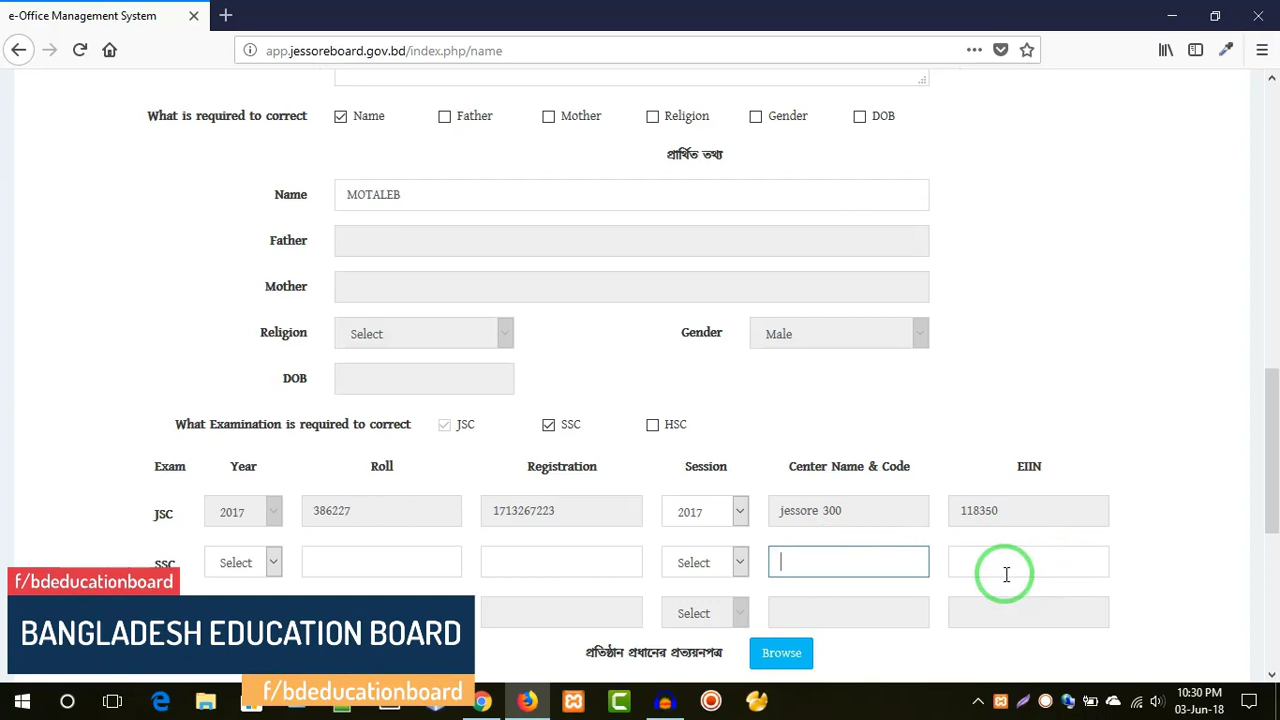 e-Office Management System
app.jessoreboard.gov.bd/index.php/name
What is required to correct Name Father Mother Religion Gender DOB
প্রার্থিত তথ্য
Name MOTALEB
Father
Mother
Religion Select Gender Male
DOB
What Examination is required to correct JSC SSC HSC
Exam Year Roll Registration Session Center Name & Code EIIN
JSC 2017 386227 1713267223 2017 jessore 300 118350
SSC Select Select
Select
f/bdeducationboard
BANGLADESH EDUCATION BOARD
f/bdeducationboard
প্রতিষ্ঠান প্রধানের প্রত্যয়নপত্র Browse
10:30 PM
03-Jun-18